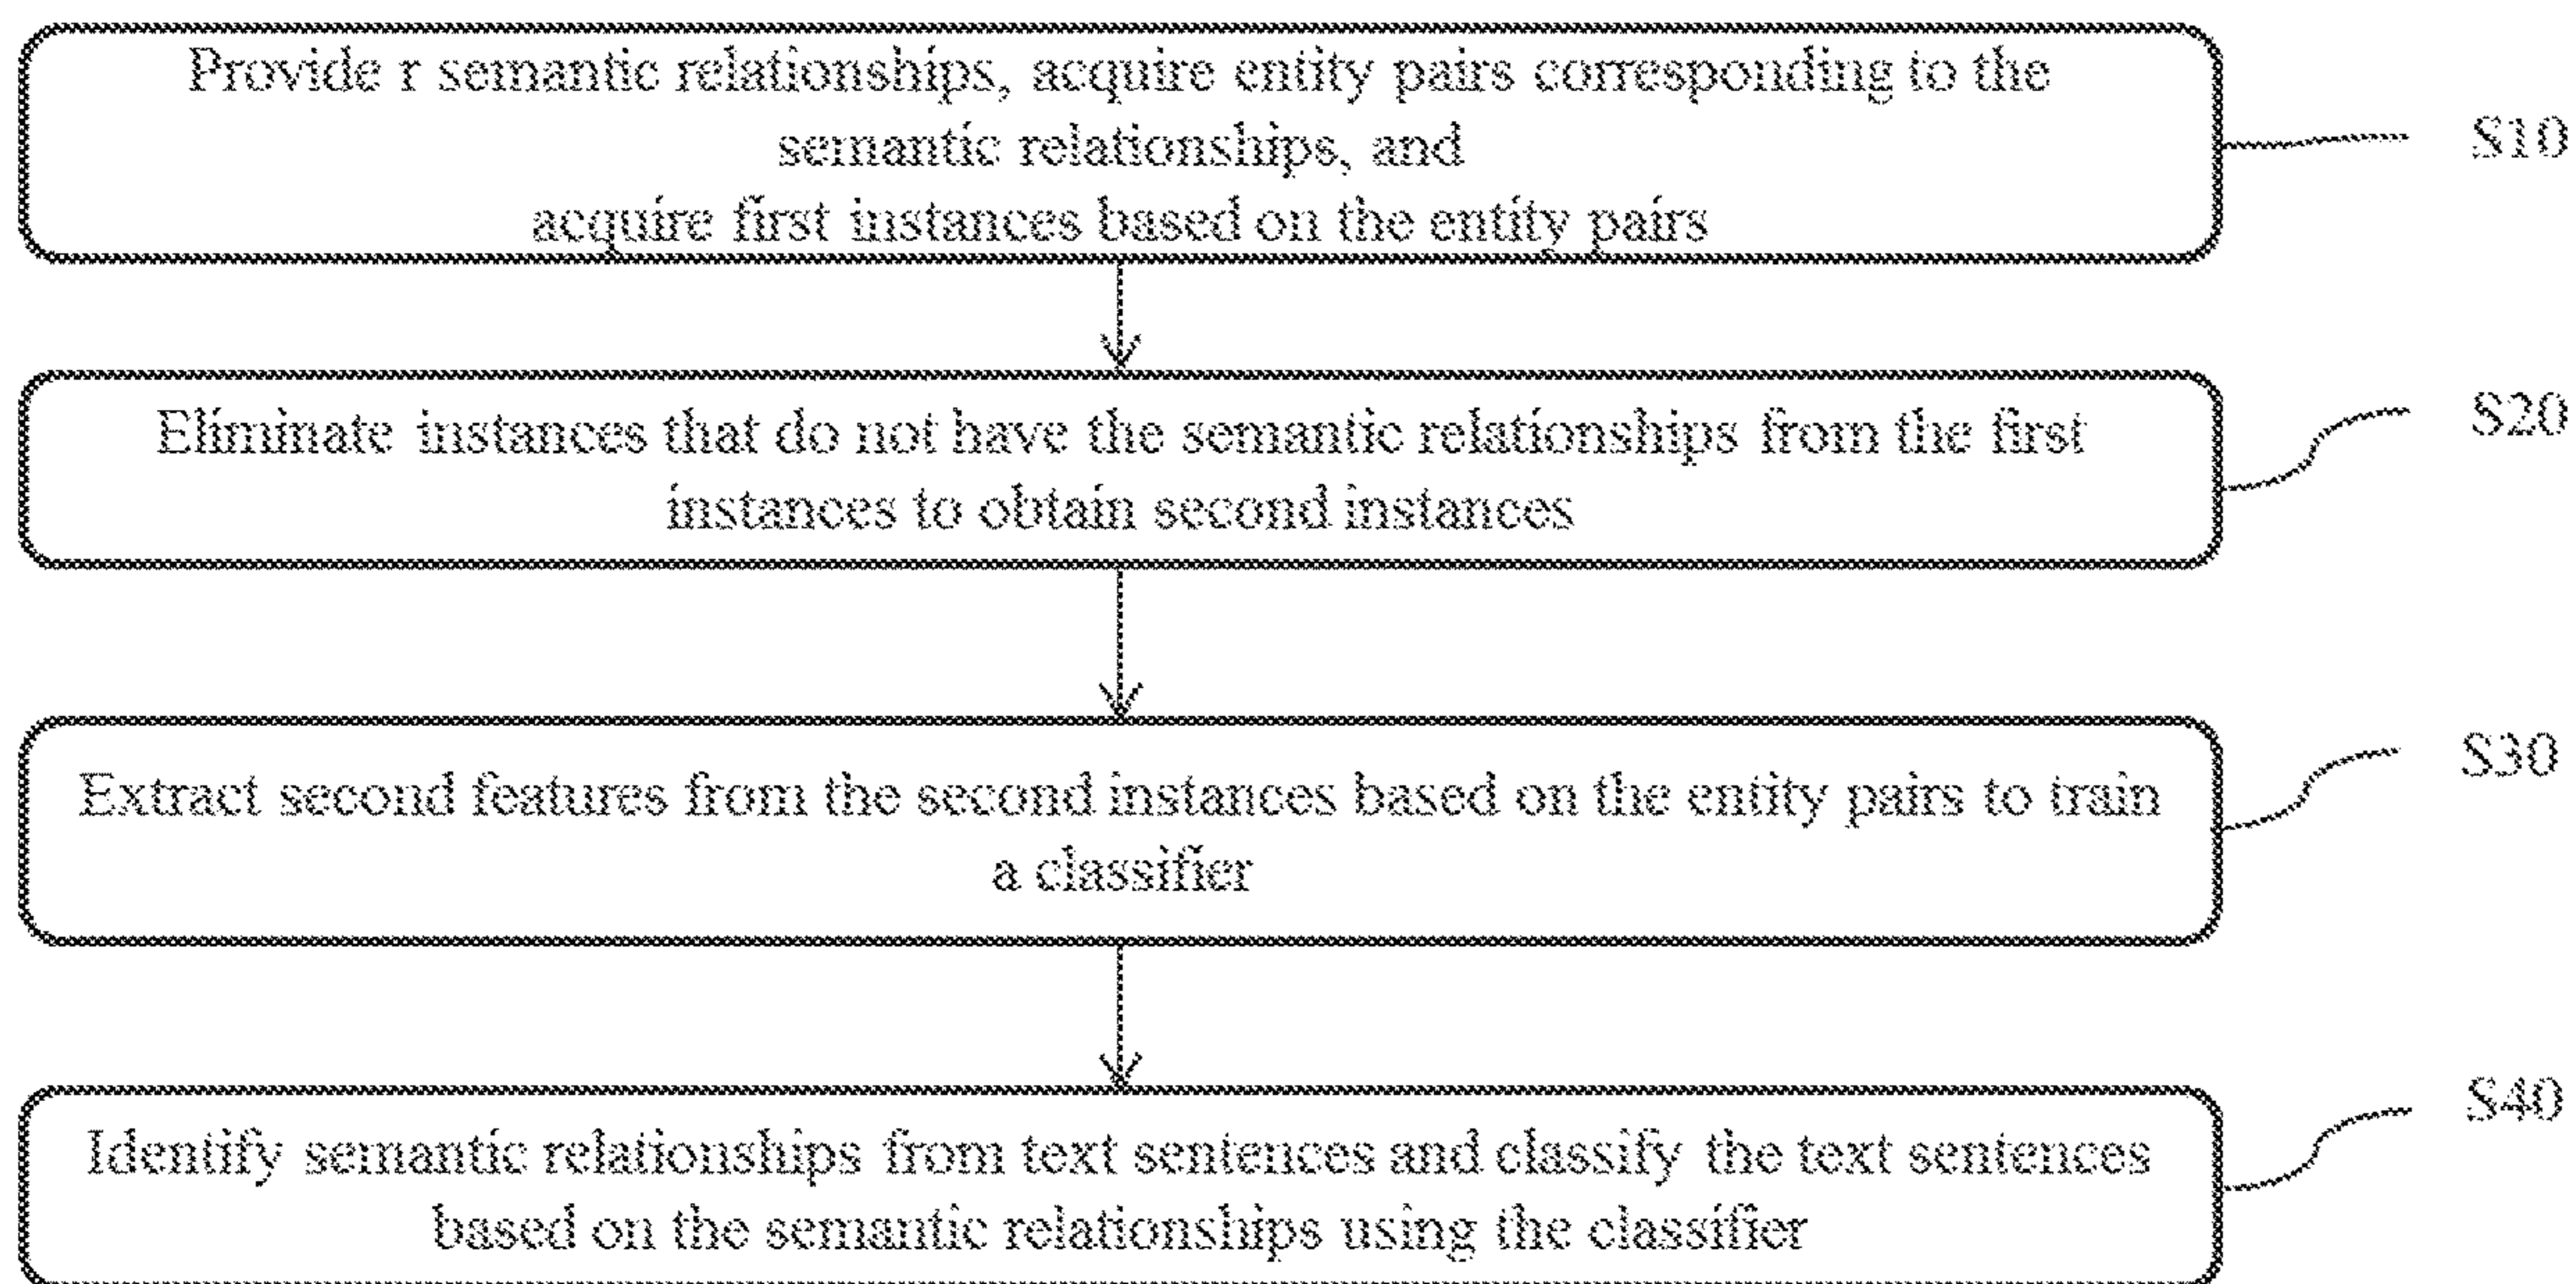 Provide r semantic relationships, acquire entity pairs corresponding to the
semantic relationships, and
acquire first instances based on the entity pairs
S10
Eliminate instances that do not have the semantic relationships from the first
instances to obtain second instances
S20
Extract second features from the second instances based on the entity pairs to train
a classifier
S30
Identify semantic relationships from text sentences and classify the text sentences
based on the semantic relationships using the classifier
S40